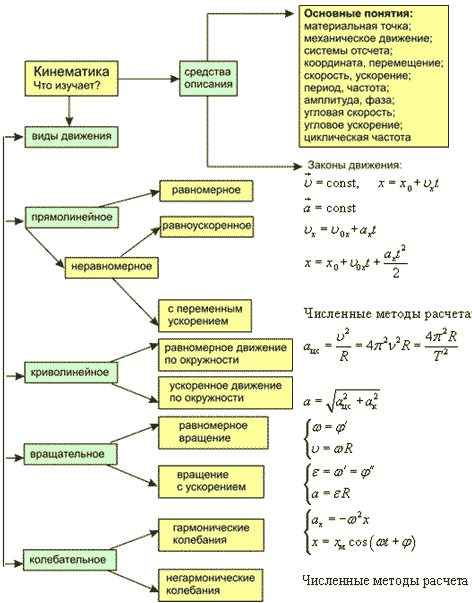 Кинематика
Что изучает?
средства
описания
Основные понятия:
материальная точка;
механическое движение;
системы отсчета;
координата, перемещение;
скорость, ускорение;
период, частота;
амплитуда, фаза;
угловая скорость;
угловое ускорение;
циклическая частота
виды движения
Законы движения:
равномерное
υ⃗ = const, x = x₀ + υₓt
a⃗ = const
прямолинейное
равноускоренное
υₓ = υ₀ₓ + aₓt
неравномерное
x = x₀ + υ₀ₓt + aₓt²/2
с переменным
ускорением
Численные методы расчета:
криволинейное
равномерное движение
по окружности
aцс = υ²/R = 4π²ν²R = 4π²R/T²
ускоренное движение
по окружности
a = √(a²цс + a²к)
вращательное
равномерное
вращение
ω = φ′
υ = ωR
вращение
с ускорением
ε = ω′ = φ″
a = εR
колебательное
гармонические
колебания
aₓ = −ω²x
x = xм cos(ωt + φ)
негармонические
колебания
Численные методы расчета